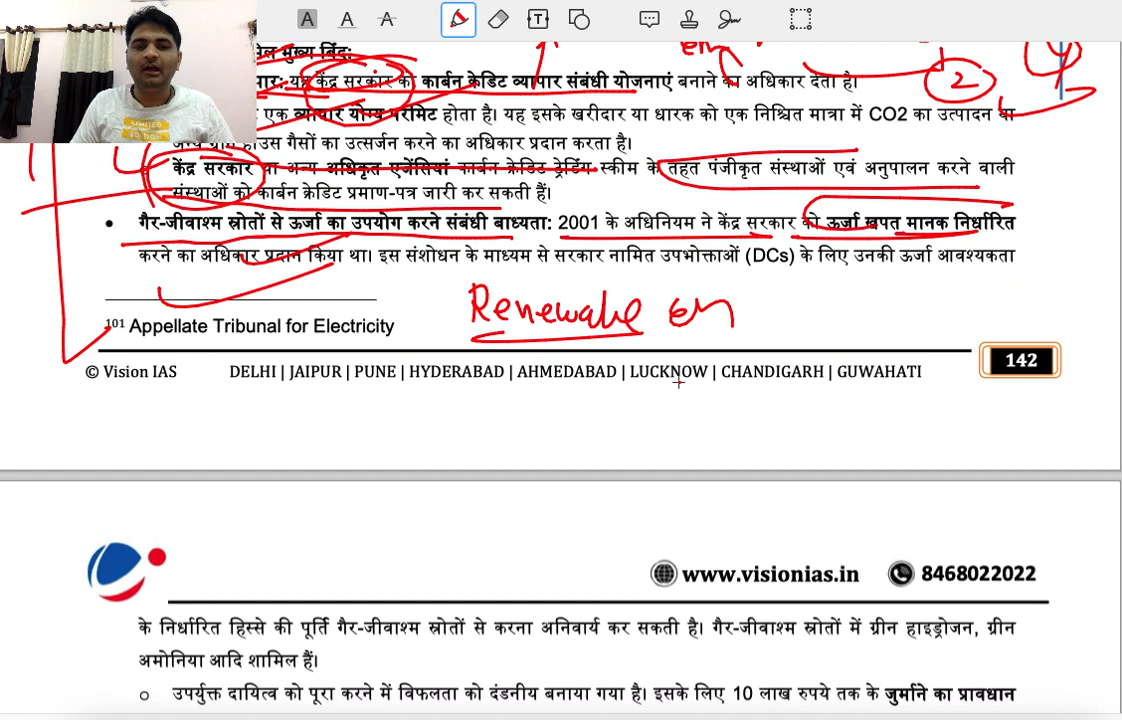 A A A T
मुख्य बिंदु:
यह केंद्र सरकार को कार्बन क्रेडिट व्यापार संबंधी योजनाएं बनाने का अधिकार देता है।
2
एक व्यापार योग्य परमिट होता है। यह इसके खरीदार या धारक को एक निश्चित मात्रा में CO2 का उत्पादन या
गैसों का उत्सर्जन करने का अधिकार प्रदान करता है।
केंद्र सरकार या अन्य अधिकृत एजेंसियां कार्बन क्रेडिट ट्रेडिंग स्कीम के तहत पंजीकृत संस्थाओं एवं अनुपालन करने वाली
संस्थाओं को कार्बन क्रेडिट प्रमाण-पत्र जारी कर सकती हैं।
• गैर-जीवाश्म स्रोतों से ऊर्जा का उपयोग करने संबंधी बाध्यता: 2001 के अधिनियम ने केंद्र सरकार को ऊर्जा खपत मानक निर्धारित
करने का अधिकार प्रदान किया था। इस संशोधन के माध्यम से सरकार नामित उपभोक्ताओं (DCs) के लिए उनकी ऊर्जा आवश्यकता
101 Appellate Tribunal for Electricity
© Vision IAS DELHI | JAIPUR | PUNE | HYDERABAD | AHMEDABAD | LUCKNOW | CHANDIGARH | GUWAHATI
142
www.visionias.in 8468022022
के निर्धारित हिस्से की पूर्ति गैर-जीवाश्म स्रोतों से करना अनिवार्य कर सकती है। गैर-जीवाश्म स्रोतों में ग्रीन हाइड्रोजन, ग्रीन
अमोनिया आदि शामिल हैं।
o उपर्युक्त दायित्व को पूरा करने में विफलता को दंडनीय बनाया गया है। इसके लिए 10 लाख रुपये तक के जुर्माने का प्रावधान